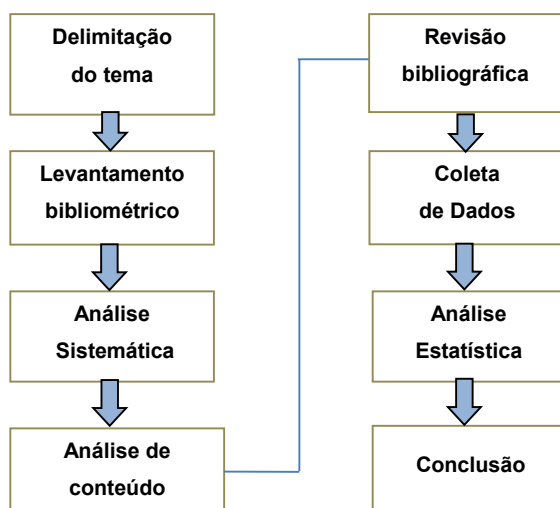 Delimitação
do tema
Levantamento
bibliométrico
Análise
Sistemática
Análise de
conteúdo
Revisão
bibliográfica
Coleta
de Dados
Análise
Estatística
Conclusão